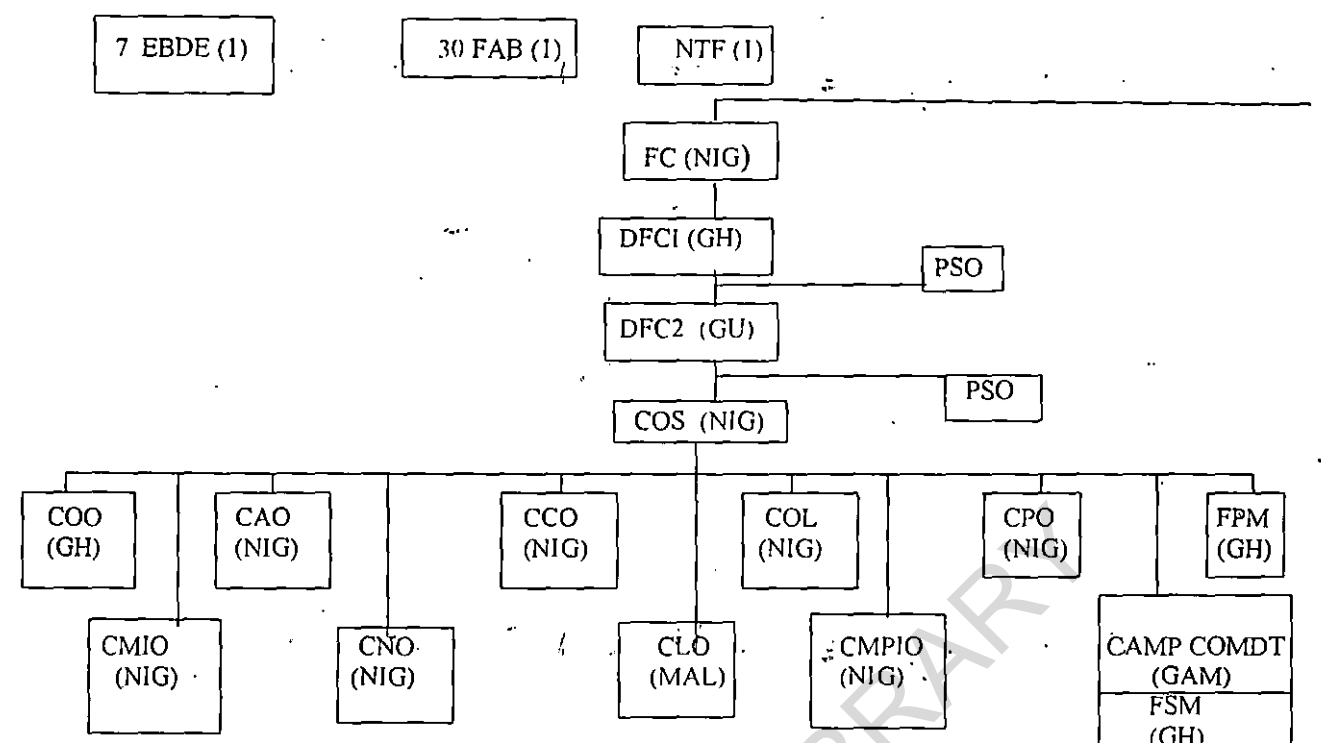 7 EBDE (1)
30 FAB (1)
NTF (1)
FC (NIG)
DFC1 (GH)
PSO
DFC2 (GU)
PSO
COS (NIG)
COO
(GH)
CAO
(NIG)
CCO
(NIG)
COL
(NIG)
CPO
(NIG)
FPM
(GH)
CMIO
(NIG)
CNO
(NIG)
CLO
(MAL)
CMPIO
(NIG)
CAMP COMDT
(GAM)
FSM
(GH)
RARY